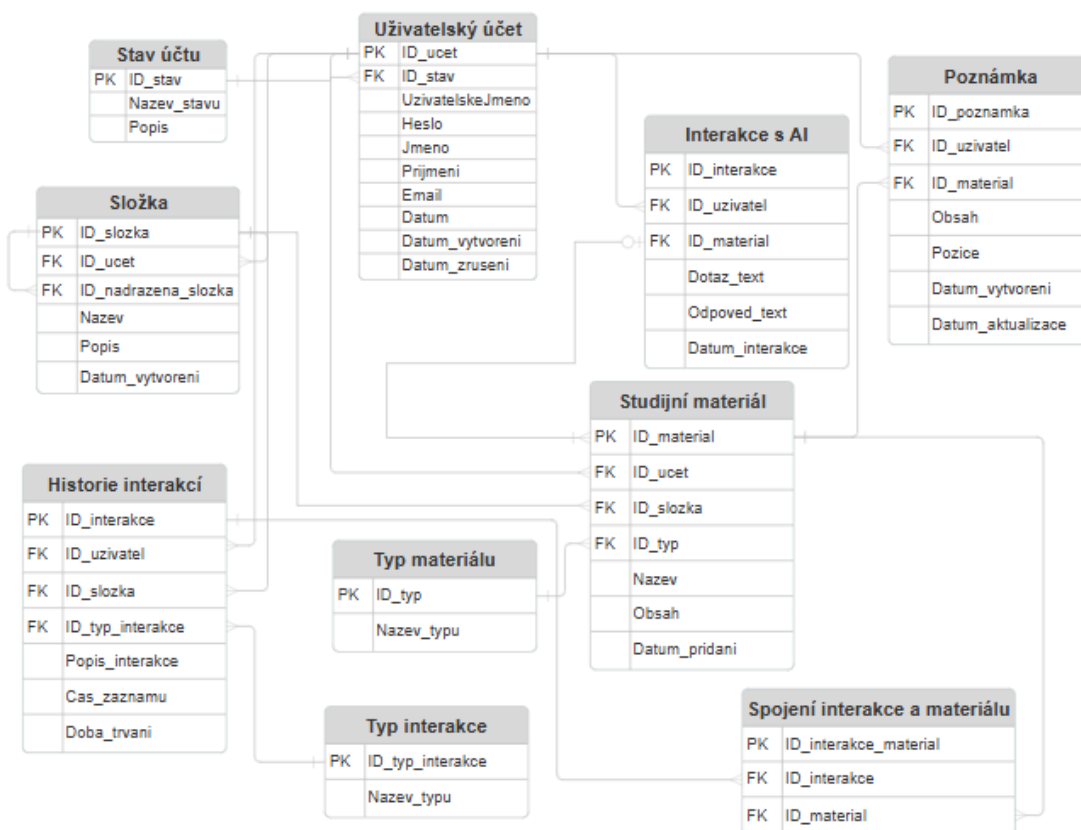 Stav účtu
PK ID_stav
Nazev_stavu
Popis
Uživatelský účet
PK ID_ucet
FK ID_stav
UzivatelskeJmeno
Heslo
Jmeno
Prijmeni
Email
Datum
Datum_vytvoreni
Datum_zruseni
Interakce s AI
PK ID_interakce
FK ID_uzivatel
FK ID_material
Dotaz_text
Odpoved_text
Datum_interakce
Poznámka
PK ID_poznamka
FK ID_uzivatel
FK ID_material
Obsah
Pozice
Datum_vytvoreni
Datum_aktualizace
Složka
PK ID_slozka
FK ID_ucet
FK ID_nadrazena_slozka
Nazev
Popis
Datum_vytvoreni
Studijní materiál
PK ID_material
FK ID_ucet
FK ID_slozka
FK ID_typ
Nazev
Obsah
Datum_pridani
Historie interakcí
PK ID_interakce
FK ID_uzivatel
FK ID_slozka
FK ID_typ_interakce
Popis_interakce
Cas_zaznamu
Doba_trvani
Typ materiálu
PK ID_typ
Nazev_typu
Typ interakce
PK ID_typ_interakce
Nazev_typu
Spojení interakce a materiálu
PK ID_interakce_material
FK ID_interakce
FK ID_material